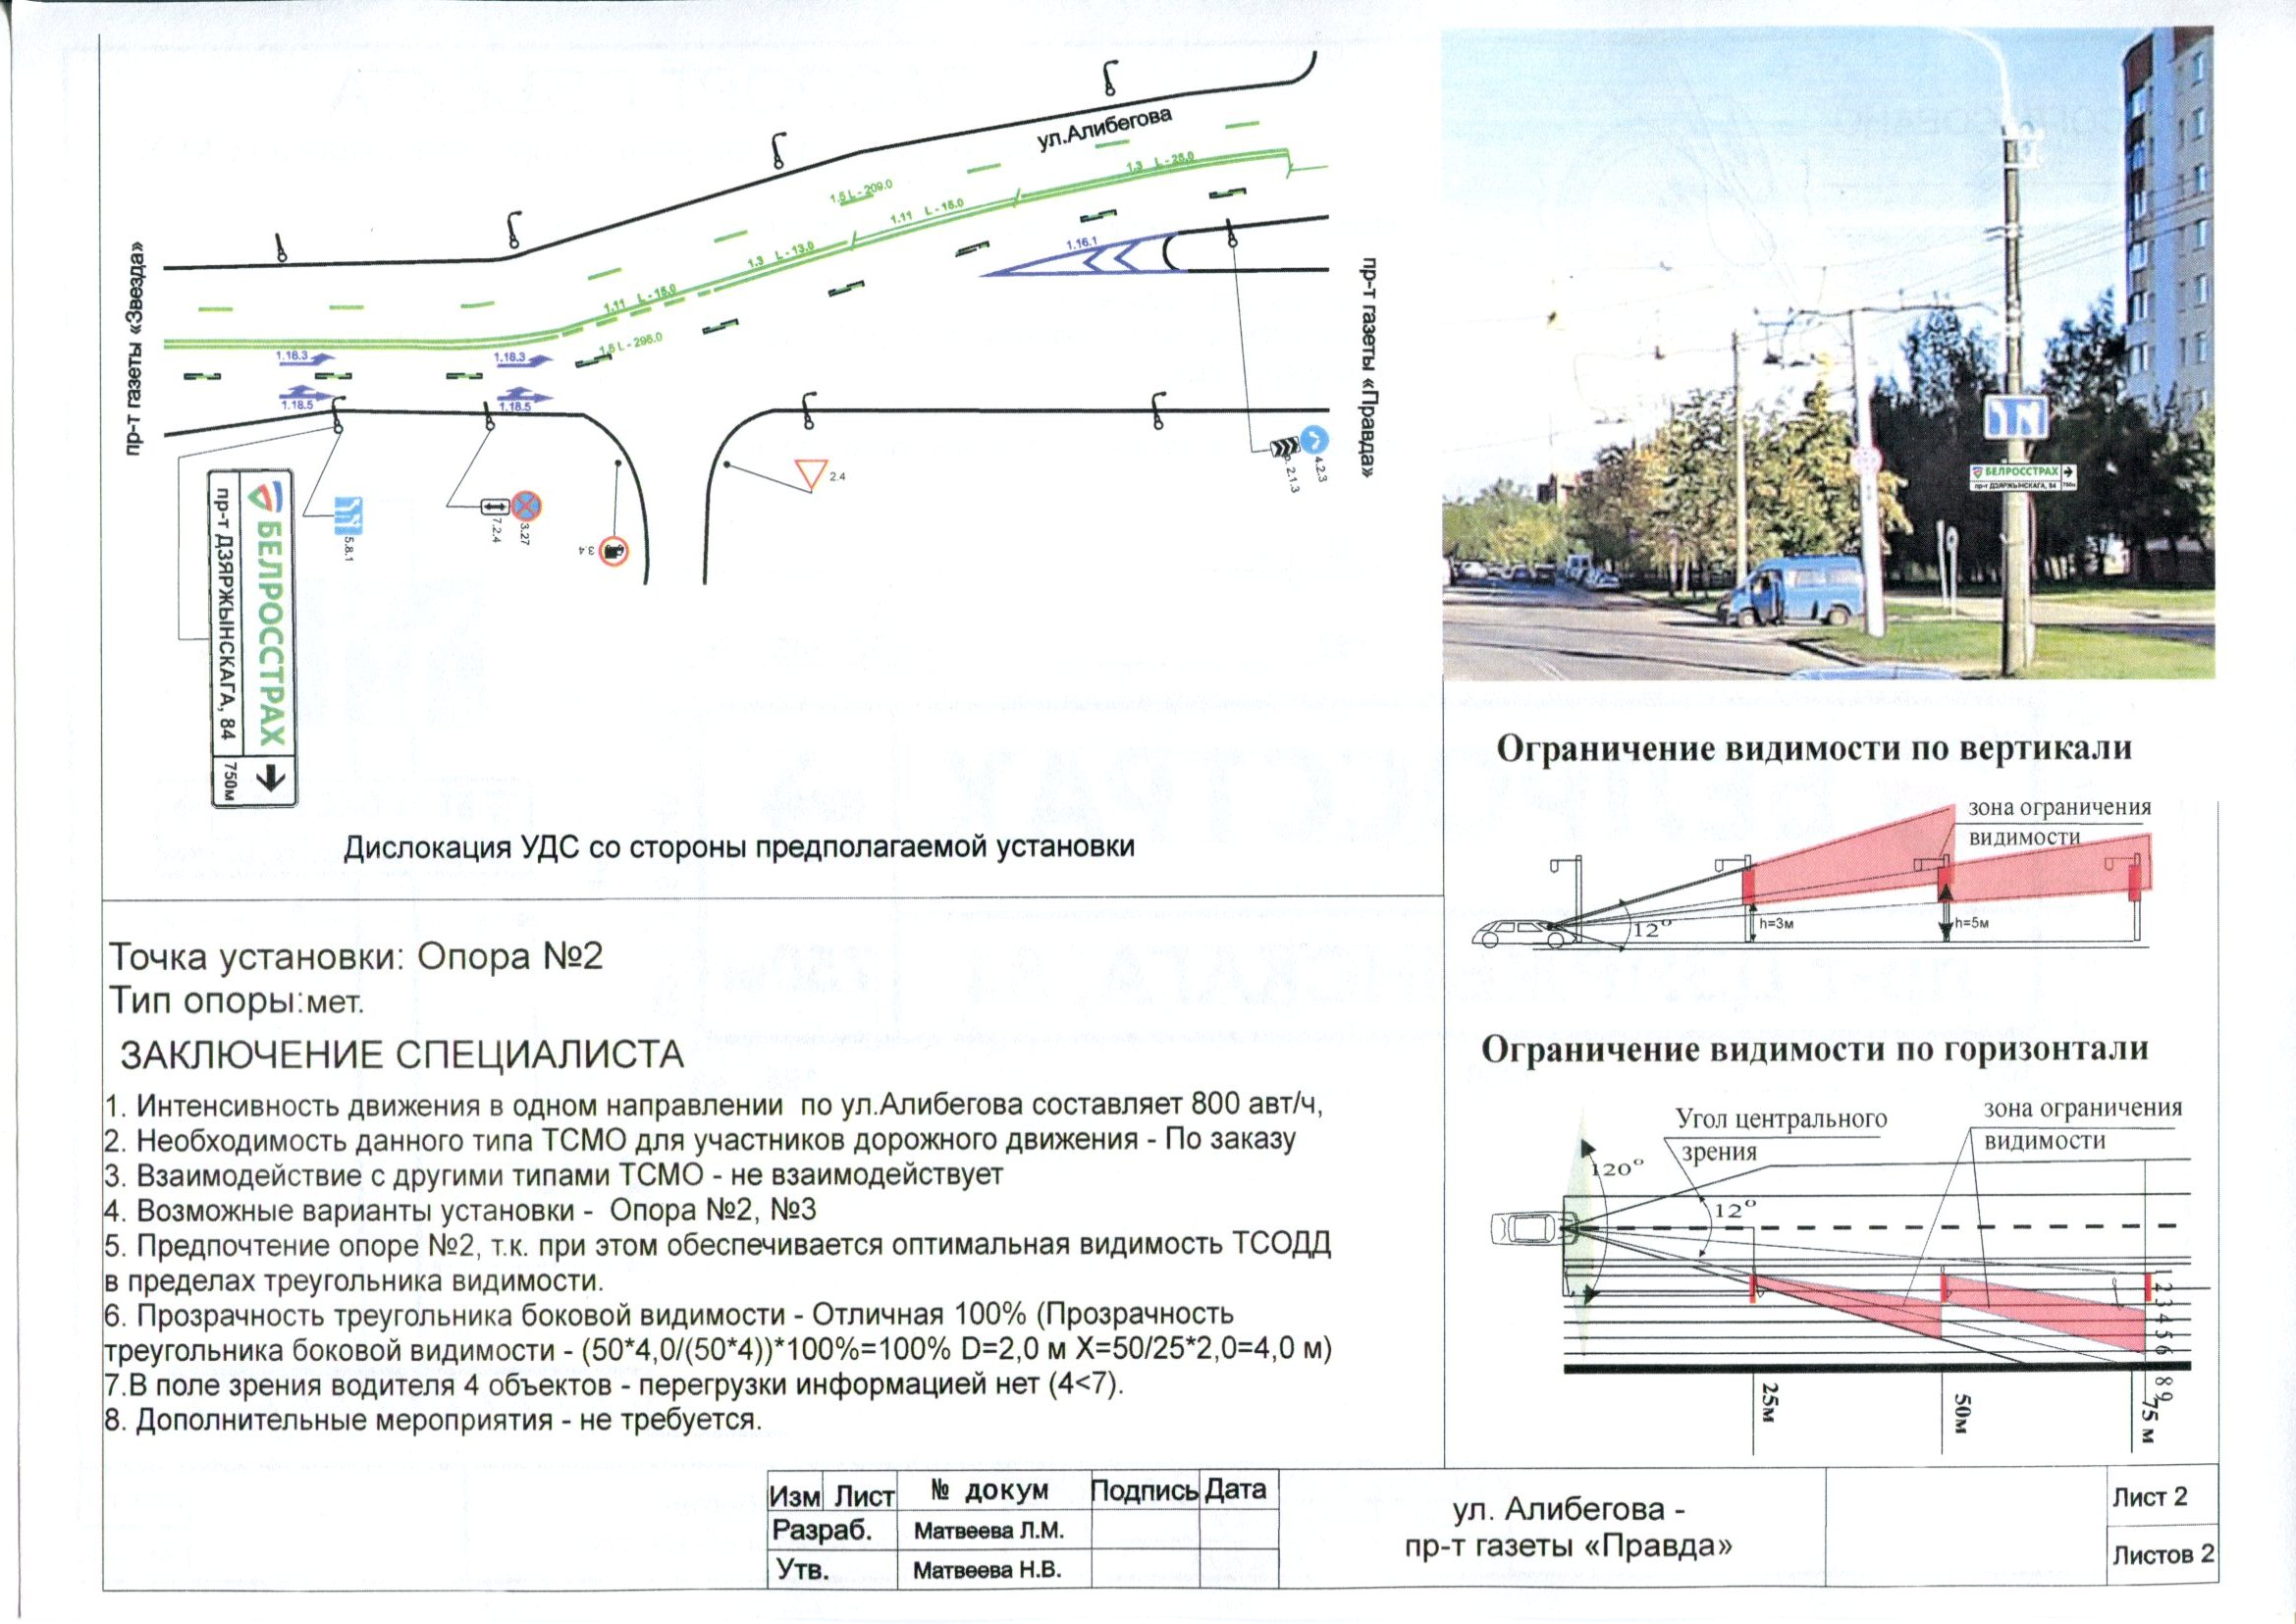 ул.Алибегова
1.5 L - 209.0
1.3 L - 25.0
1.11 L - 15.0
1.3 L - 13.0
1.16.1
1.11 L - 15.0
1.5 L - 295.0
1.18.3
1.18.3
1.18.5
1.18.5
пр-т газеты «Звезда»
пр-т газеты «Правда»
2.4
3.4
3.27
7.2.4
5.8.1
4.2.3
2.1.3
БЕЛРОССТРАХ
пр-т ДЗЯРЖЫНСКАГА, 84
750м
Дислокация УДС со стороны предполагаемой установки
БЕЛРОССТРАХ
пр-т ДЗЯРЖЫНСКАГА, 84 750м
Ограничение видимости по вертикали
зона ограничения
видимости
12°
h=3м
h=5м
Ограничение видимости по горизонтали
Угол центрального
зрения
зона ограничения
видимости
120°
12°
1 2 3 4 5 6
8 9
25м
50м
75 м
Точка установки: Опора №2
Тип опоры:мет.
ЗАКЛЮЧЕНИЕ СПЕЦИАЛИСТА
1. Интенсивность движения в одном направлении по ул.Алибегова составляет 800 авт/ч,
2. Необходимость данного типа ТСМО для участников дорожного движения - По заказу
3. Взаимодействие с другими типами ТСМО - не взаимодействует
4. Возможные варианты установки - Опора №2, №3
5. Предпочтение опоре №2, т.к. при этом обеспечивается оптимальная видимость ТСОДД
в пределах треугольника видимости.
6. Прозрачность треугольника боковой видимости - Отличная 100% (Прозрачность
треугольника боковой видимости - (50*4,0/(50*4))*100%=100% D=2,0 м X=50/25*2,0=4,0 м)
7.В поле зрения водителя 4 объектов - перегрузки информацией нет (4<7).
8. Дополнительные мероприятия - не требуется.
Изм Лист № докум Подпись Дата
Разраб. Матвеева Л.М.
Утв. Матвеева Н.В.
ул. Алибегова -
пр-т газеты «Правда»
Лист 2
Листов 2